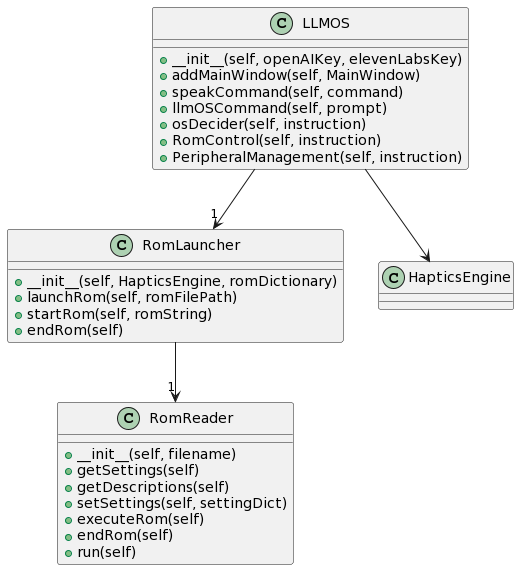 C LLMOS
__init__(self, openAIKey, elevenLabsKey)
addMainWindow(self, MainWindow)
speakCommand(self, command)
llmOSCommand(self, prompt)
osDecider(self, instruction)
RomControl(self, instruction)
PeripheralManagement(self, instruction)
1
C RomLauncher
__init__(self, HapticsEngine, romDictionary)
launchRom(self, romFilePath)
startRom(self, romString)
endRom(self)
C HapticsEngine
1
C RomReader
__init__(self, filename)
getSettings(self)
getDescriptions(self)
setSettings(self, settingDict)
executeRom(self)
endRom(self)
run(self)